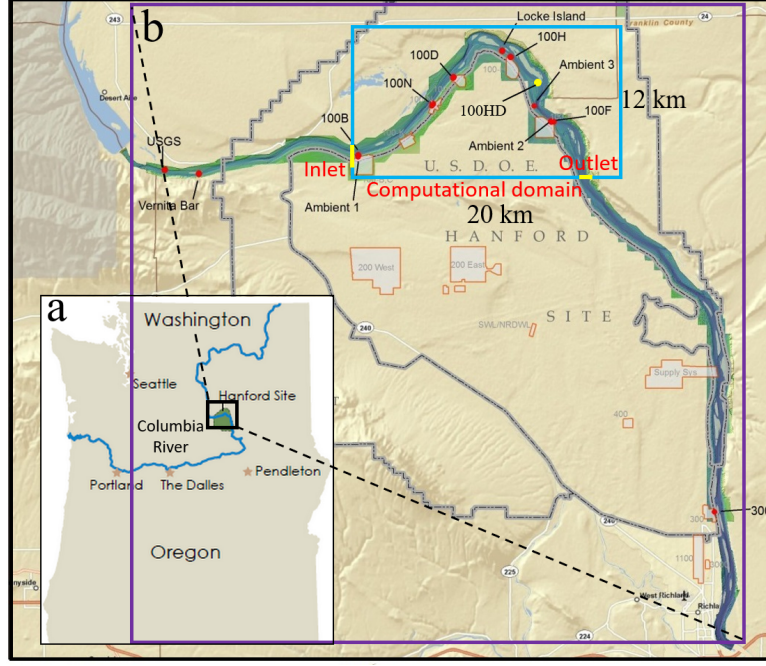 243
b
24
Franklin County
Locke Island
100H
100D
Ambient 3
100N
100HD
12 km
Desert Aire
100B
100F
USGS
Ambient 2
Inlet
U. S. D. O. E.
Outlet
Vernita Bar
Ambient 1
Computational domain
20 km
HANFORD
200 West
200 East
SITE
SWL/NRDWL
240
Supply Sys
400
a
Washington
Seattle
Hanford Site
Columbia
River
Portland
The Dalles
Pendleton
Oregon
300
300
240
1100
225
West Richland
Richla
224
nyside